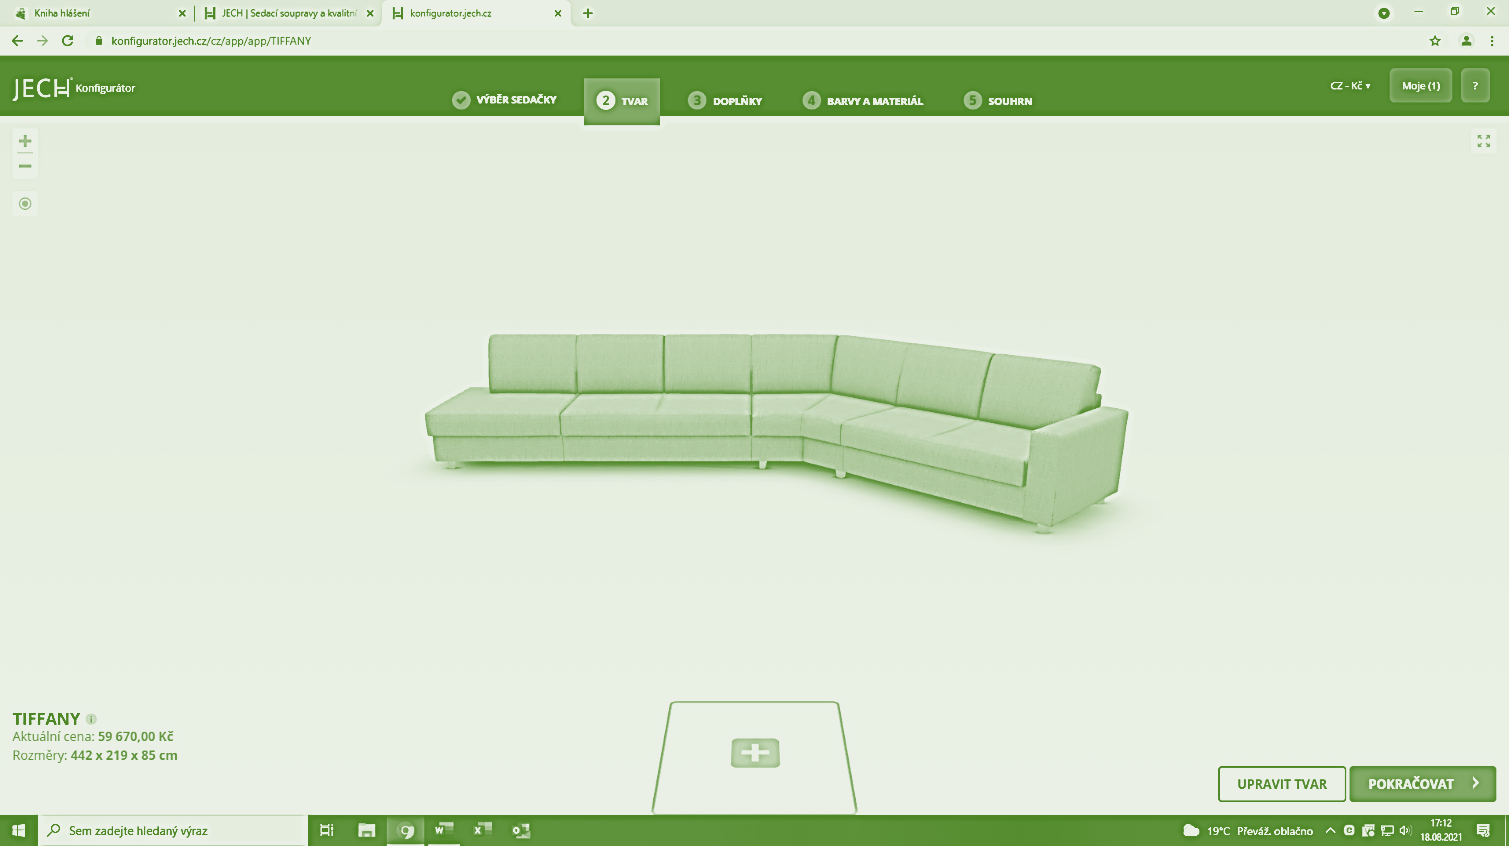 Kniha hlášení
JECH | Sedací soupravy a kvalitní
konfigurator.jech.cz
konfigurator.jech.cz/cz/app/app/TIFFANY
JECH Konfigurátor
VÝBĚR SEDAČKY
2 TVAR
3 DOPLŇKY
4 BARVY A MATERIÁL
5 SOUHRN
CZ - Kč
Moje (1)
?
TIFFANY i
Aktuální cena: 59 670,00 Kč
Rozměry: 442 x 219 x 85 cm
UPRAVIT TVAR
POKRAČOVAT
Sem zadejte hledaný výraz
19°C Převáž. oblačno
17:12
18.08.2021